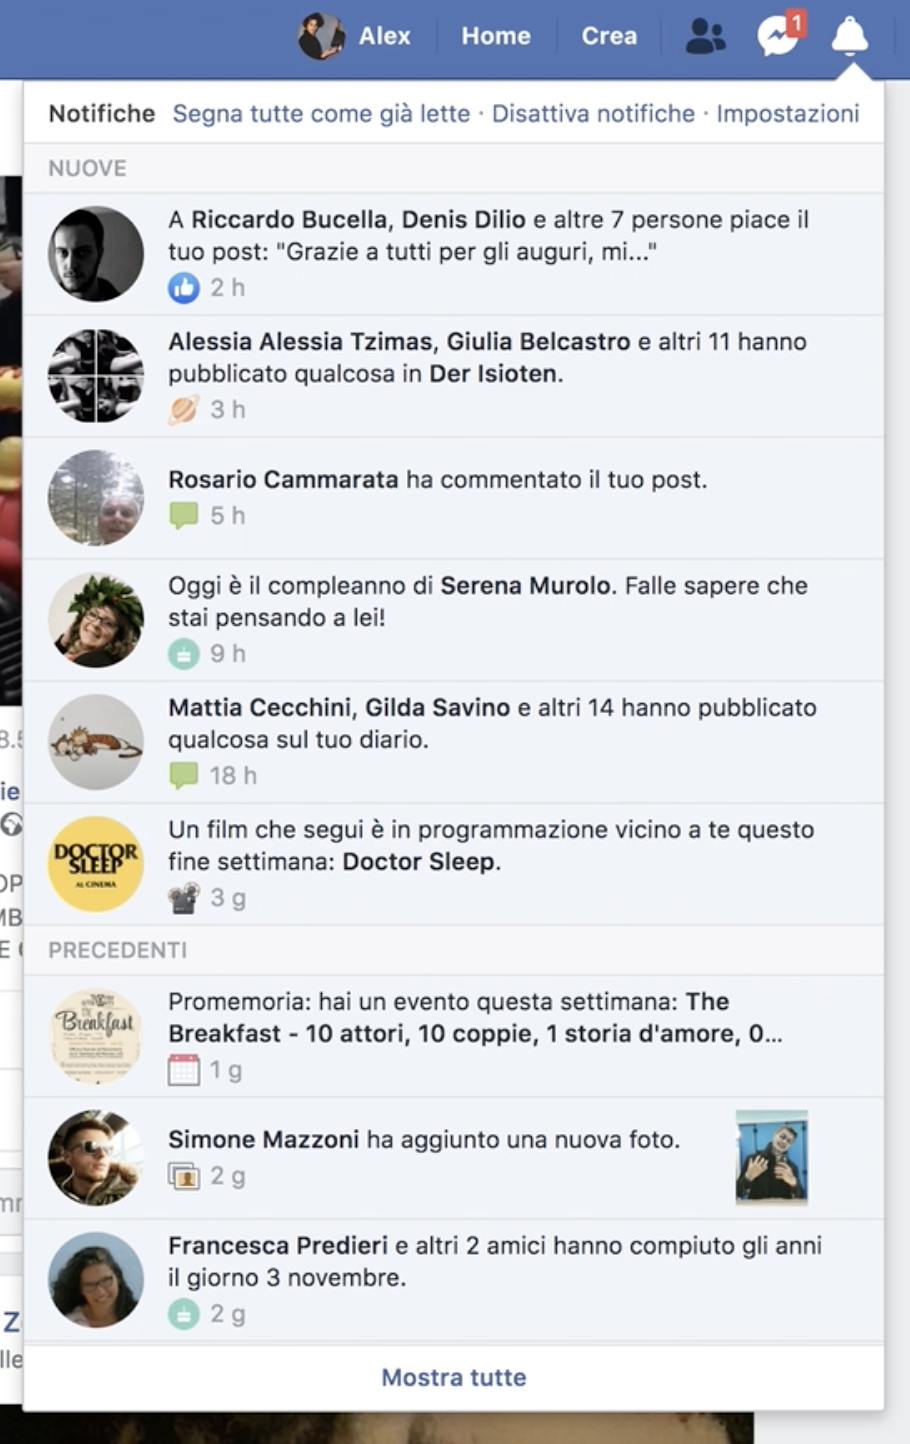 Alex Home Crea 1
Notifiche Segna tutte come già lette · Disattiva notifiche · Impostazioni
NUOVE
A Riccardo Bucella, Denis Dilio e altre 7 persone piace il
tuo post: "Grazie a tutti per gli auguri, mi..."
2 h
Alessia Alessia Tzimas, Giulia Belcastro e altri 11 hanno
pubblicato qualcosa in Der Isioten.
3 h
Rosario Cammarata ha commentato il tuo post.
5 h
Oggi è il compleanno di Serena Murolo. Falle sapere che
stai pensando a lei!
9 h
Mattia Cecchini, Gilda Savino e altri 14 hanno pubblicato
qualcosa sul tuo diario.
18 h
DOCTOR
SLEEP
AL CINEMA
Un film che segui è in programmazione vicino a te questo
fine settimana: Doctor Sleep.
3 g
PRECEDENTI
Breakfast
Promemoria: hai un evento questa settimana: The
Breakfast - 10 attori, 10 coppie, 1 storia d'amore, 0...
1 g
Simone Mazzoni ha aggiunto una nuova foto.
2 g
Francesca Predieri e altri 2 amici hanno compiuto gli anni
il giorno 3 novembre.
2 g
Mostra tutte